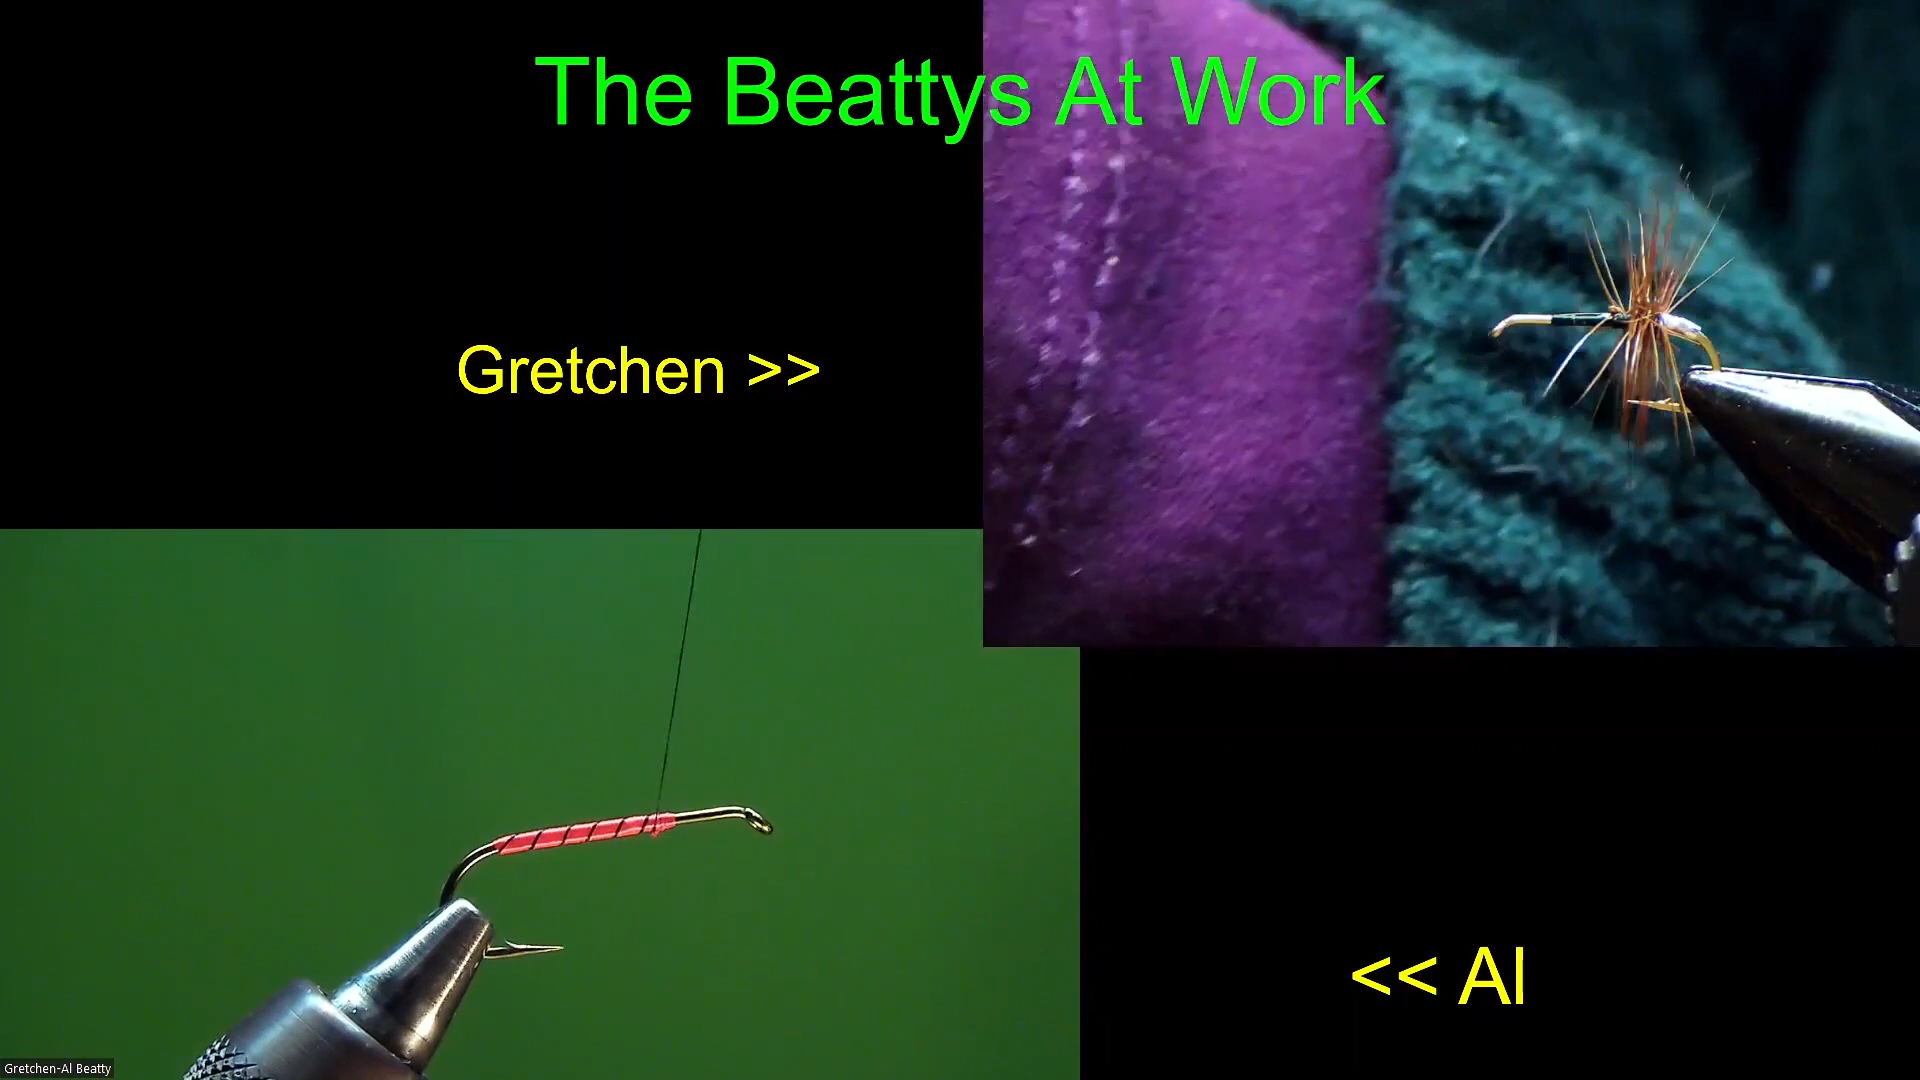 The Beattys At Work
Gretchen >>
<< Al
Gretchen-Al Beatty